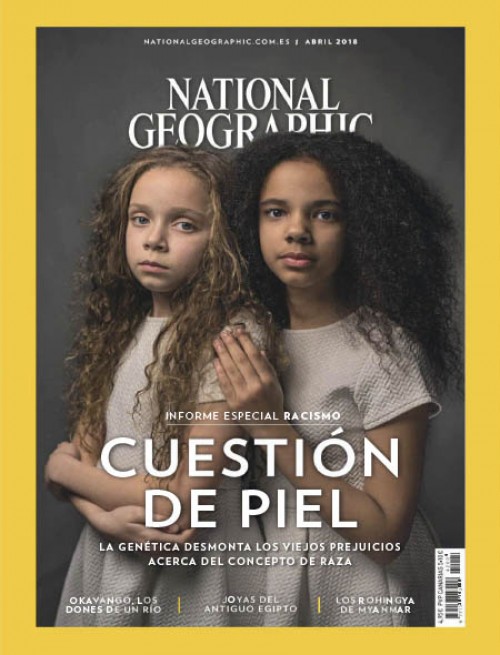 NATIONALGEOGRAPHIC.COM.ES | ABRIL 2018
NATIONAL
GEOGRAPHIC
INFORME ESPECIAL RACISMO
CUESTIÓN
DE PIEL
LA GENÉTICA DESMONTA LOS VIEJOS PREJUICIOS
ACERCA DEL CONCEPTO DE RAZA
OKAVANGO, LOS
DONES DE UN RÍO
JOYAS DEL
ANTIGUO EGIPTO
LOS ROHINGYA
DE MYANMAR